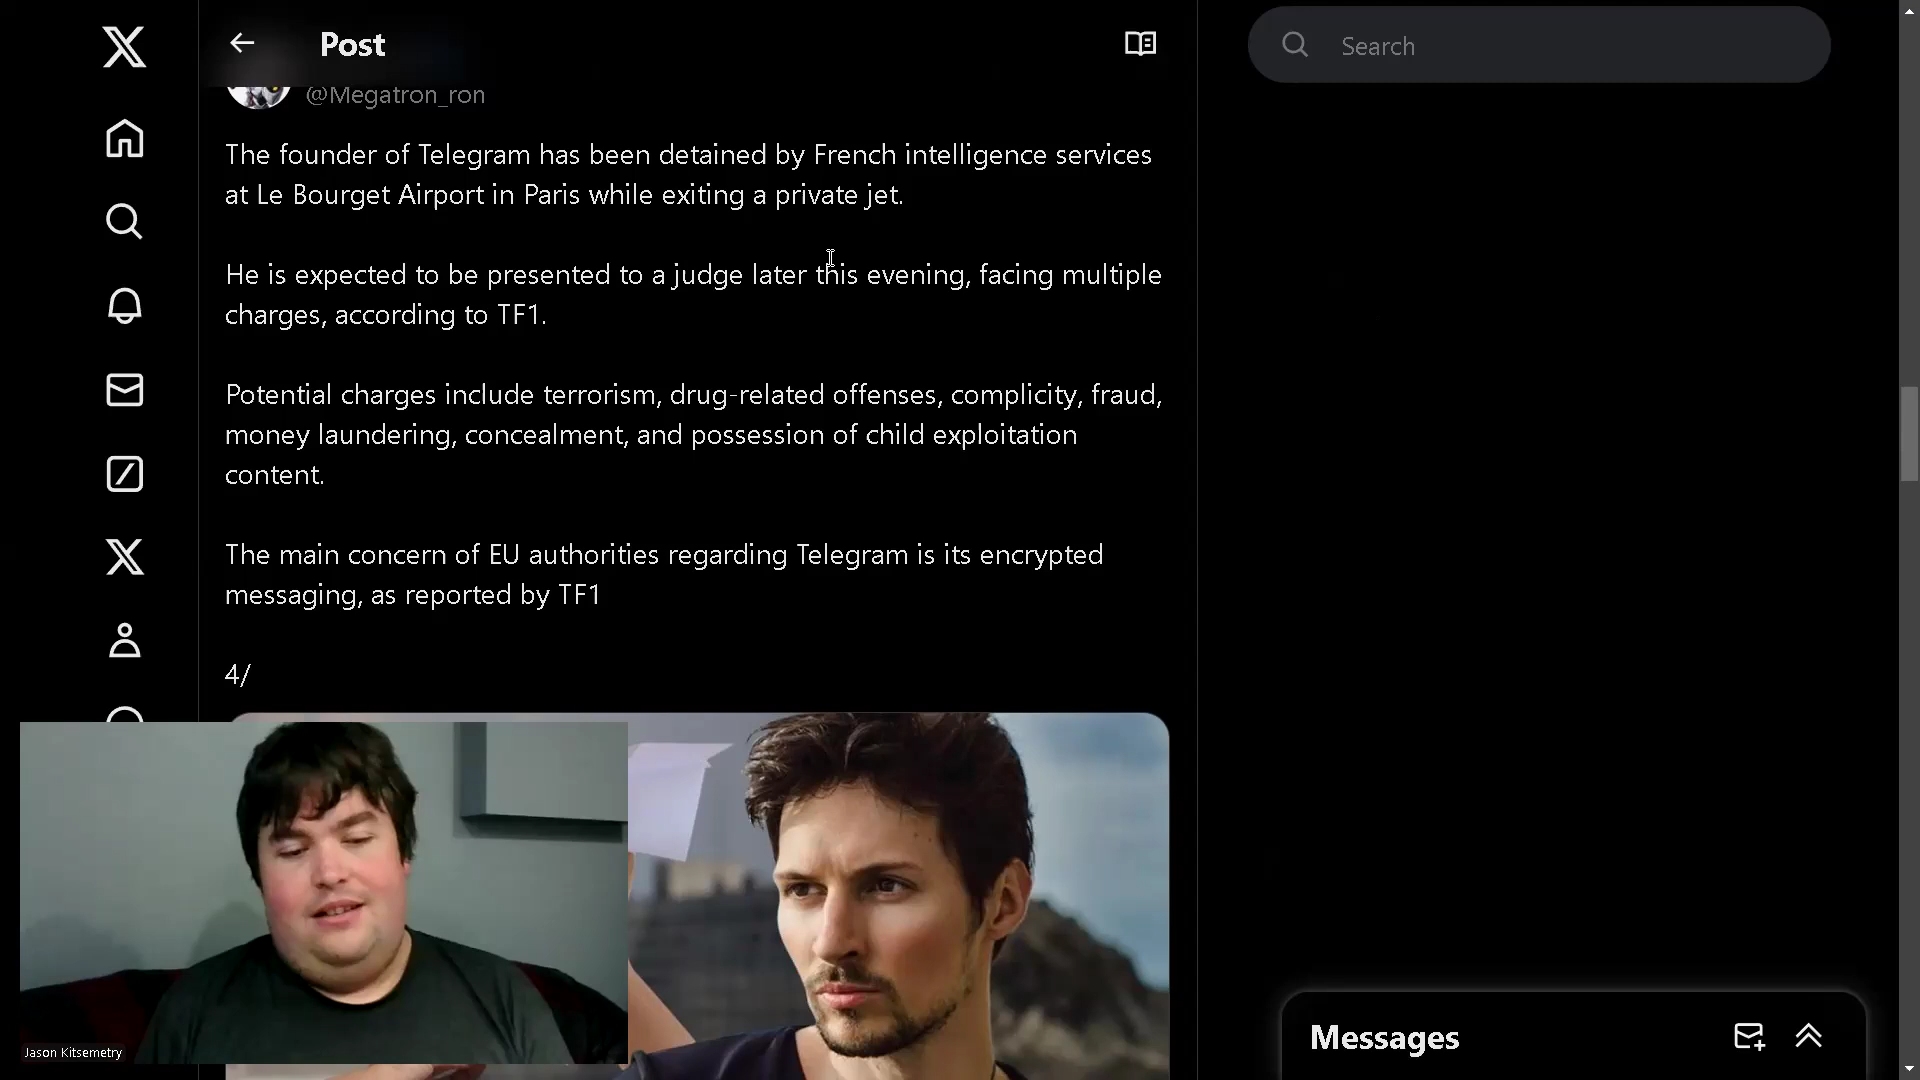 Post
Search
@Megatron_ron
The founder of Telegram has been detained by French intelligence services
at Le Bourget Airport in Paris while exiting a private jet.
He is expected to be presented to a judge later this evening, facing multiple
charges, according to TF1.
Potential charges include terrorism, drug-related offenses, complicity, fraud,
money laundering, concealment, and possession of child exploitation
content.
The main concern of EU authorities regarding Telegram is its encrypted
messaging, as reported by TF1
4/
Jason Kitsemetry
Messages